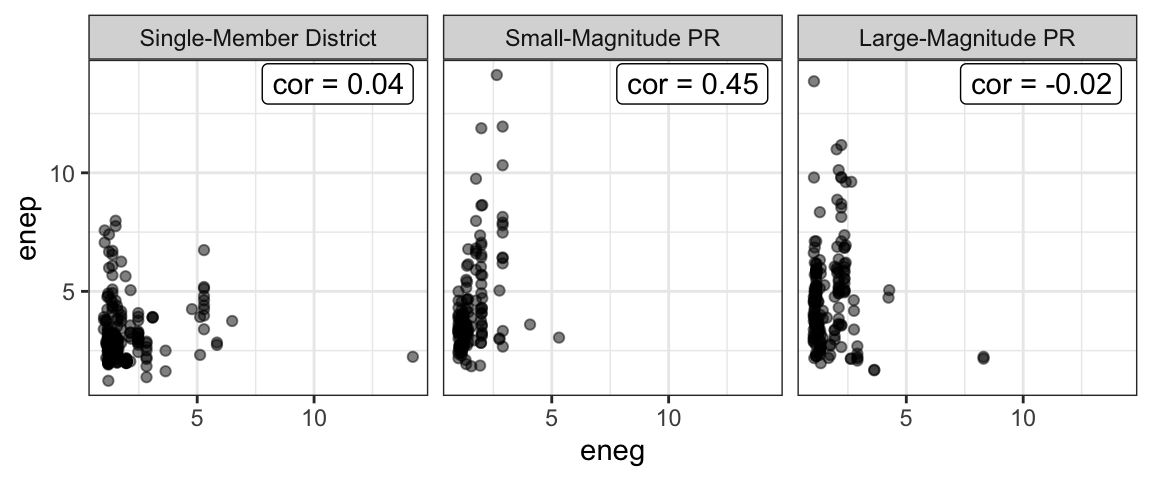 Single-Member District
Small-Magnitude PR
Large-Magnitude PR
cor = 0.04
cor = 0.45
cor = -0.02
10
5
enep
5
10
5
10
5
10
eneg